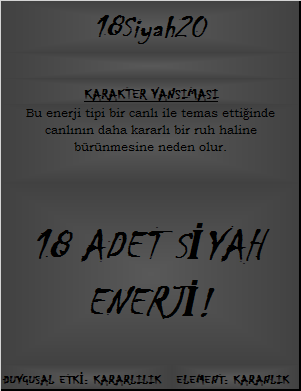 18Siyah20
KARAKTER YANSIMASI
Bu enerji tipi bir canlı ile temas ettiğinde
canlının daha kararlı bir ruh haline
bürünmesine neden olur.
18 ADET SİYAH
ENERJİ!
DUYGUSAL ETKİ: KARARLILIK ELEMENT: KARANLIK